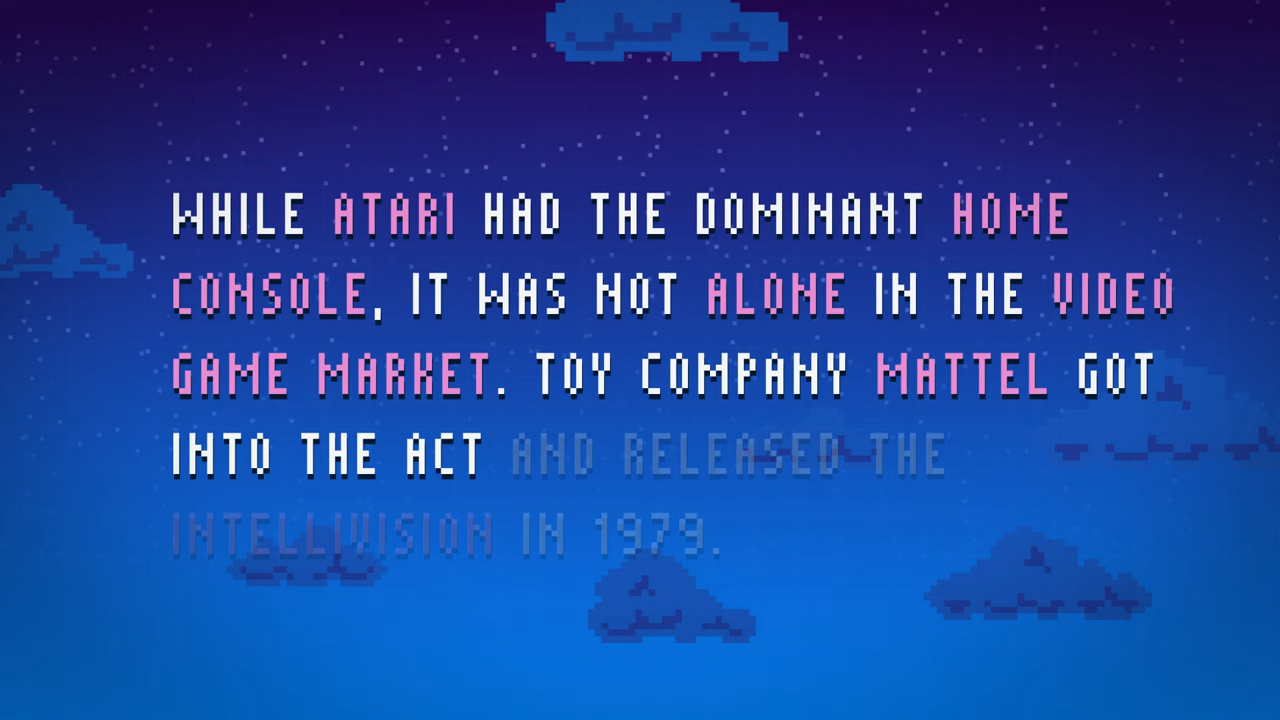 WHILE ATARI HAD THE DOMINANT HOME
CONSOLE, IT WAS NOT ALONE IN THE VIDEO
GAME MARKET. TOY COMPANY MATTEL GOT
INTO THE ACT AND RELEASED THE
INTELLIVISION IN 1979.